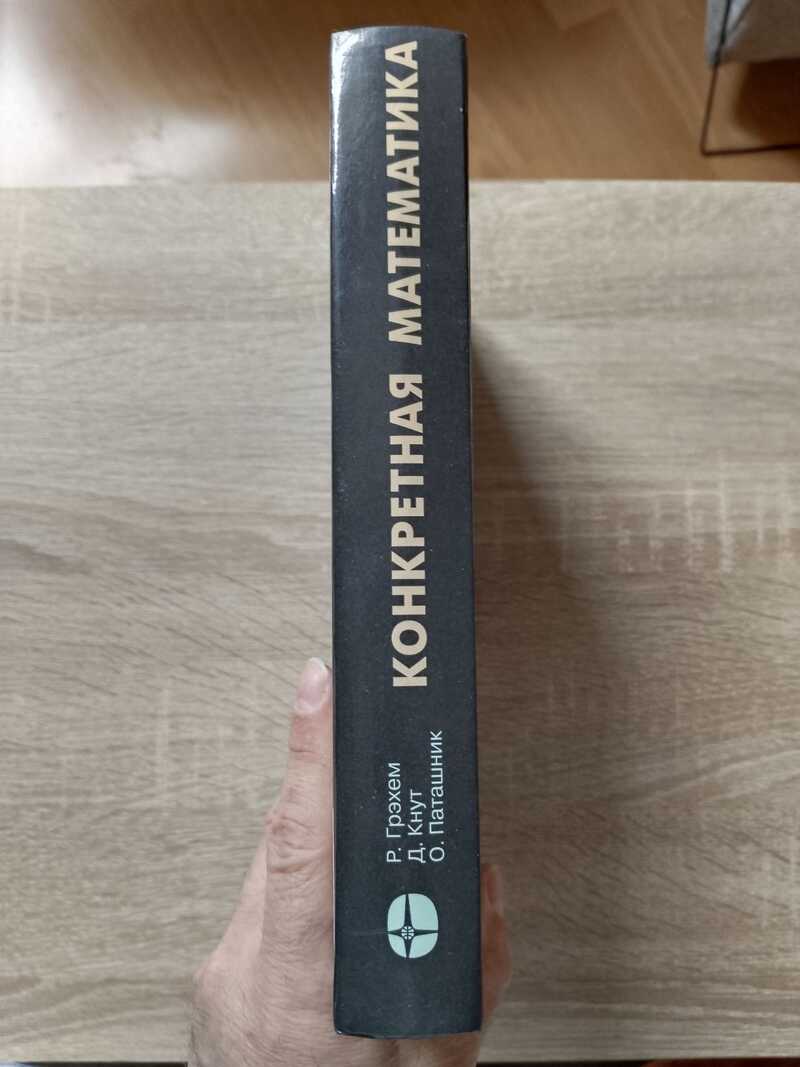 Р. Грэхем
Д. Кнут
О. Паташник
КОНКРЕТНАЯ МАТЕМАТИКА